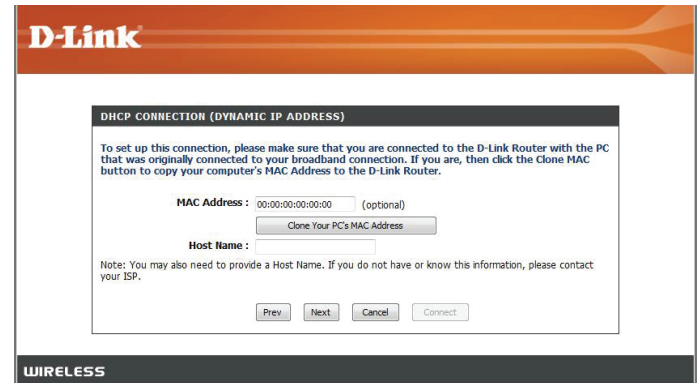 D-Link
DHCP CONNECTION (DYNAMIC IP ADDRESS)
To set up this connection, please make sure that you are connected to the D-Link Router with the PC
that was originally connected to your broadband connection. If you are, then click the Clone MAC
button to copy your computer's MAC Address to the D-Link Router.
MAC Address : 00:00:00:00:00:00 (optional)
Clone Your PC's MAC Address
Host Name :
Note: You may also need to provide a Host Name. If you do not have or know this information, please contact
your ISP.
Prev Next Cancel Connect
WIRELESS